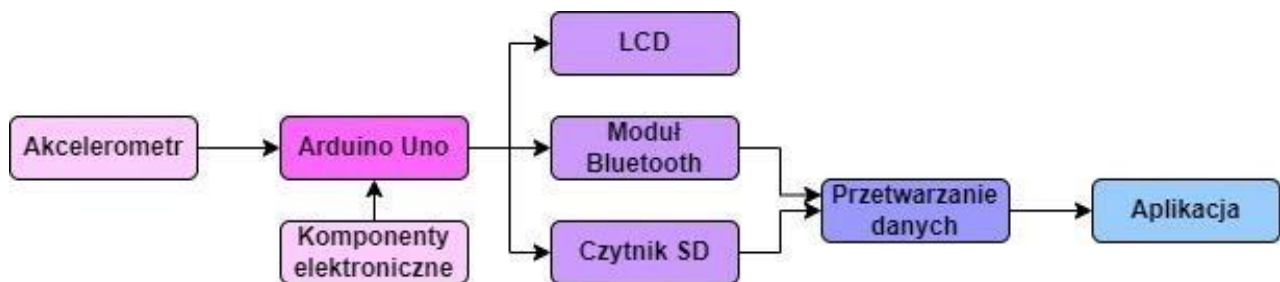 LCD
Akcelerometr
Arduino Uno
Moduł
Bluetooth
Komponenty
elektroniczne
Czytnik SD
Przetwarzanie
danych
Aplikacja